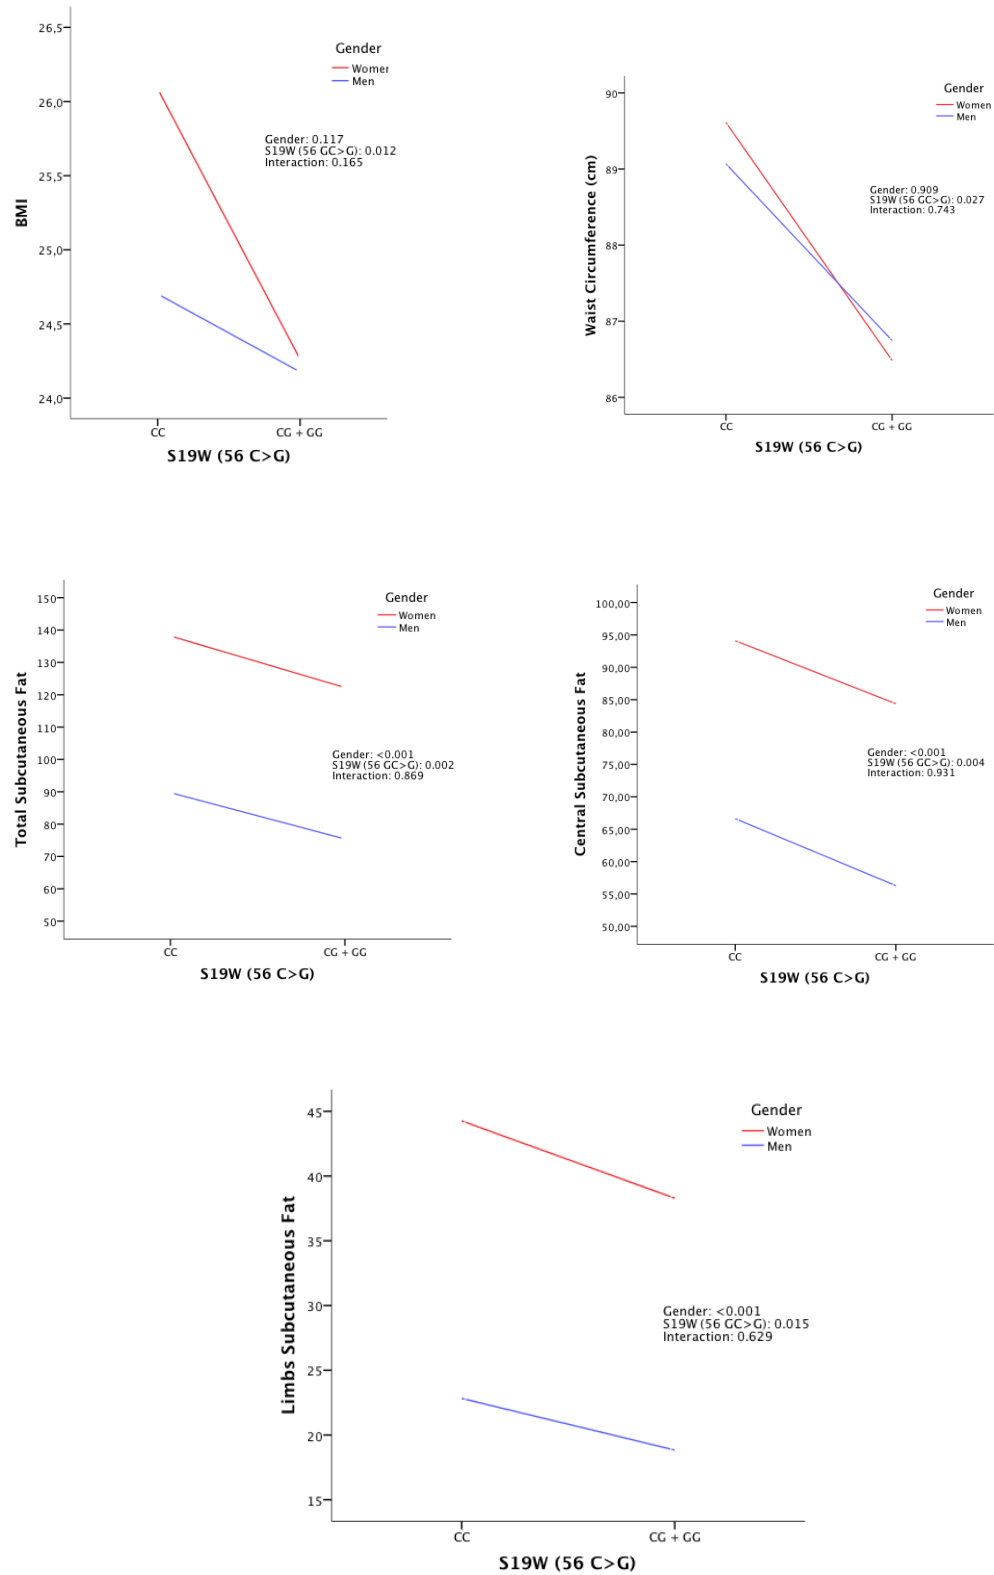 26,5
26,0
25,5
25,0
24,5
24,0
BMI
Gender
Women
Men
Gender: 0.117
S19W (56 GC>G): 0.012
Interaction: 0.165
CC
CG + GG
S19W (56 C>G)
90
89
88
87
86
Waist Circumference (cm)
Gender
Women
Men
Gender: 0.909
S19W (56 GC>G): 0.027
Interaction: 0.743
CC
CG + GG
S19W (56 C>G)
150
140
130
120
110
100
90
80
70
60
50
Total Subcutaneous Fat
Gender
Women
Men
Gender: <0.001
S19W (56 GC>G): 0.002
Interaction: 0.869
CC
CG + GG
S19W (56 C>G)
100,00
95,00
90,00
85,00
80,00
75,00
70,00
65,00
60,00
55,00
50,00
Central Subcutaneous Fat
Gender
Women
Men
Gender: <0.001
S19W (56 GC>G): 0.004
Interaction: 0.931
CC
CG + GG
S19W (56 C>G)
45
40
35
30
25
20
15
Limbs Subcutaneous Fat
Gender
Women
Men
Gender: <0.001
S19W (56 GC>G): 0.015
Interaction: 0.629
CC
CG + GG
S19W (56 C>G)